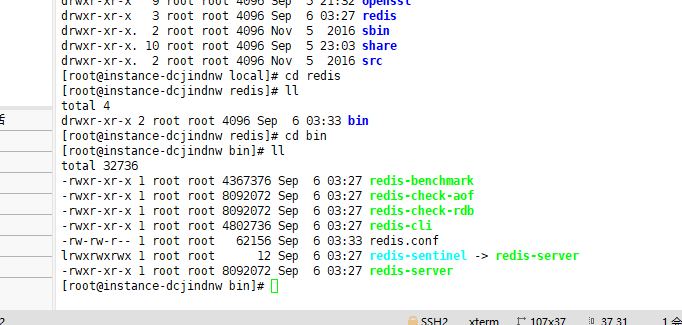 drwxr-xr-x 9 root root 4096 Sep 5 21:32 openssl
drwxr-xr-x 3 root root 4096 Sep 6 03:27 redis
drwxr-xr-x. 2 root root 4096 Nov 5 2016 sbin
drwxr-xr-x. 10 root root 4096 Sep 5 23:03 share
drwxr-xr-x. 2 root root 4096 Nov 5 2016 src
[root@instance-dcjindnw local]# cd redis
[root@instance-dcjindnw redis]# ll
total 4
drwxr-xr-x 2 root root 4096 Sep 6 03:33 bin
[root@instance-dcjindnw redis]# cd bin
[root@instance-dcjindnw bin]# ll
total 32736
-rwxr-xr-x 1 root root 4367376 Sep 6 03:27 redis-benchmark
-rwxr-xr-x 1 root root 8092072 Sep 6 03:27 redis-check-aof
-rwxr-xr-x 1 root root 8092072 Sep 6 03:27 redis-check-rdb
-rwxr-xr-x 1 root root 4802736 Sep 6 03:27 redis-cli
-rw-rw-r-- 1 root root 62156 Sep 6 03:33 redis.conf
lrwxrwxrwx 1 root root 12 Sep 6 03:27 redis-sentinel -> redis-server
-rwxr-xr-x 1 root root 8092072 Sep 6 03:27 redis-server
[root@instance-dcjindnw bin]#
SSH2 xterm 107x37 37,31